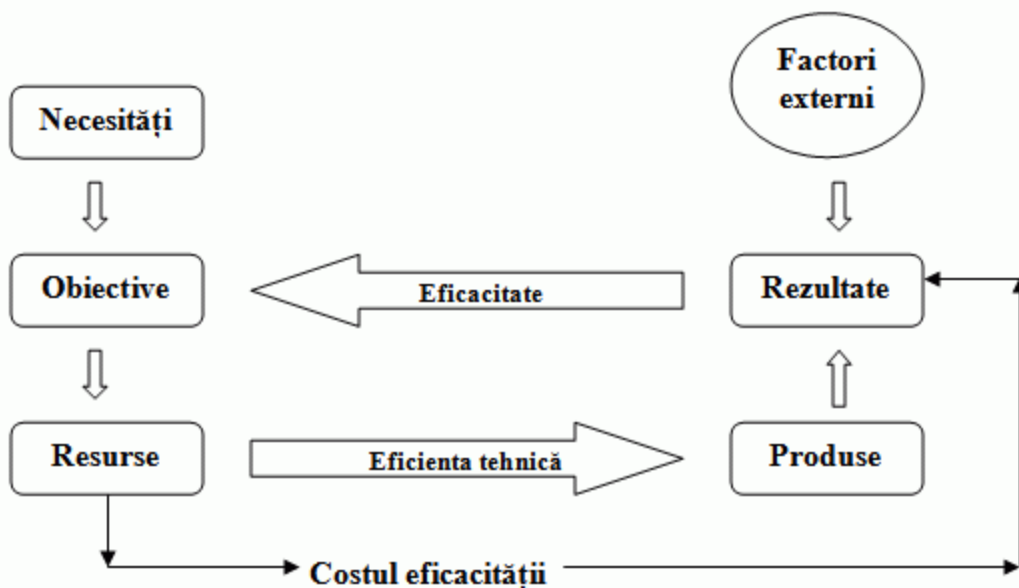 Factori
externi
Necesități
Obiective
Eficacitate
Rezultate
Resurse
Eficienta tehnică
Produse
Costul eficacității